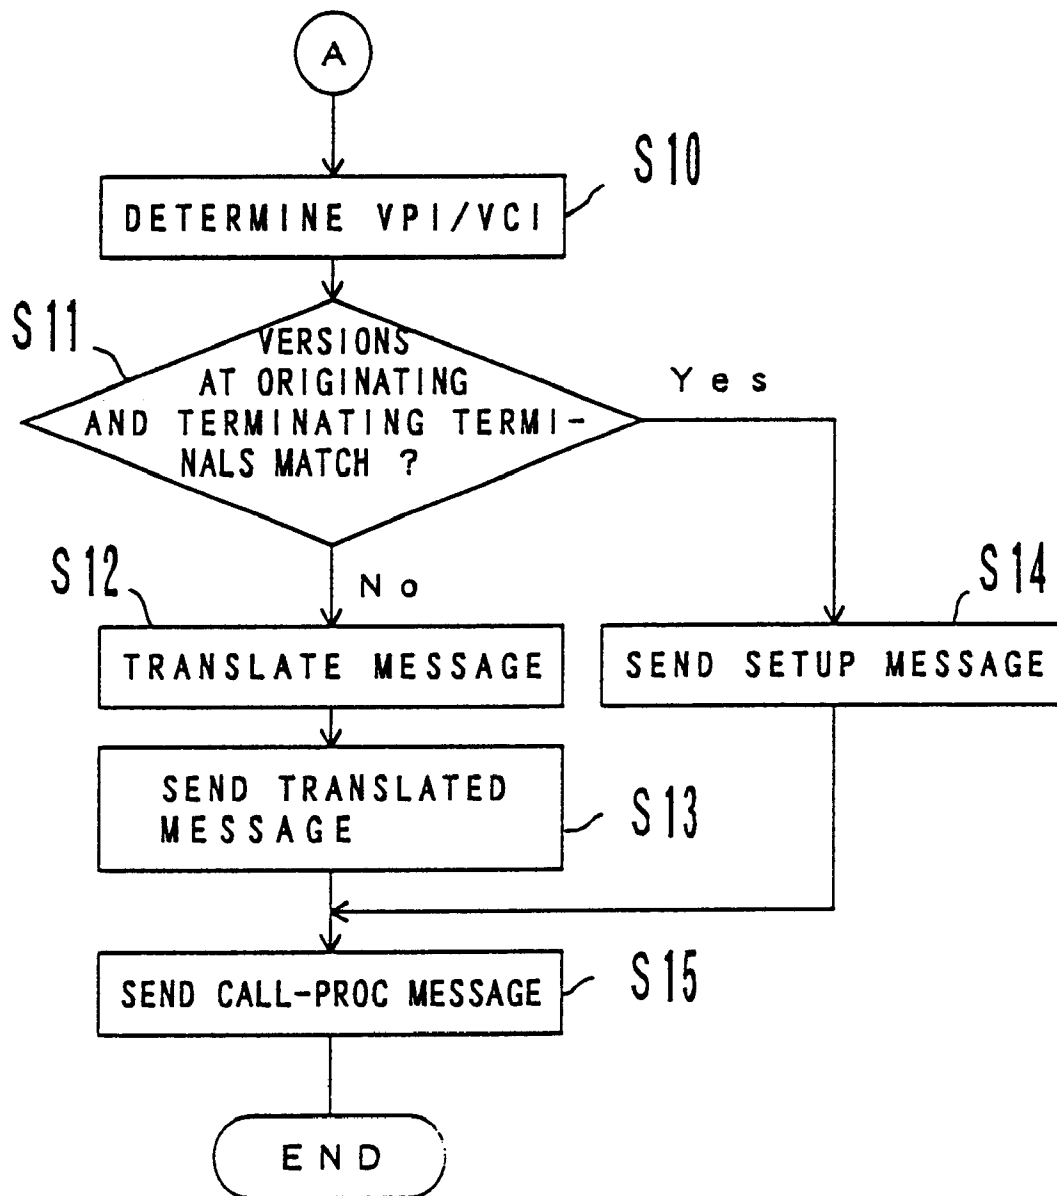 A
S10
DETERMINE VPI/VCI
S11
VERSIONS
AT ORIGINATING
AND TERMINATING TERMI-
NALS MATCH ?
Yes
No
S12
TRANSLATE MESSAGE
S14
SEND SETUP MESSAGE
SEND TRANSLATED
MESSAGE
S13
SEND CALL-PROC MESSAGE
S15
END